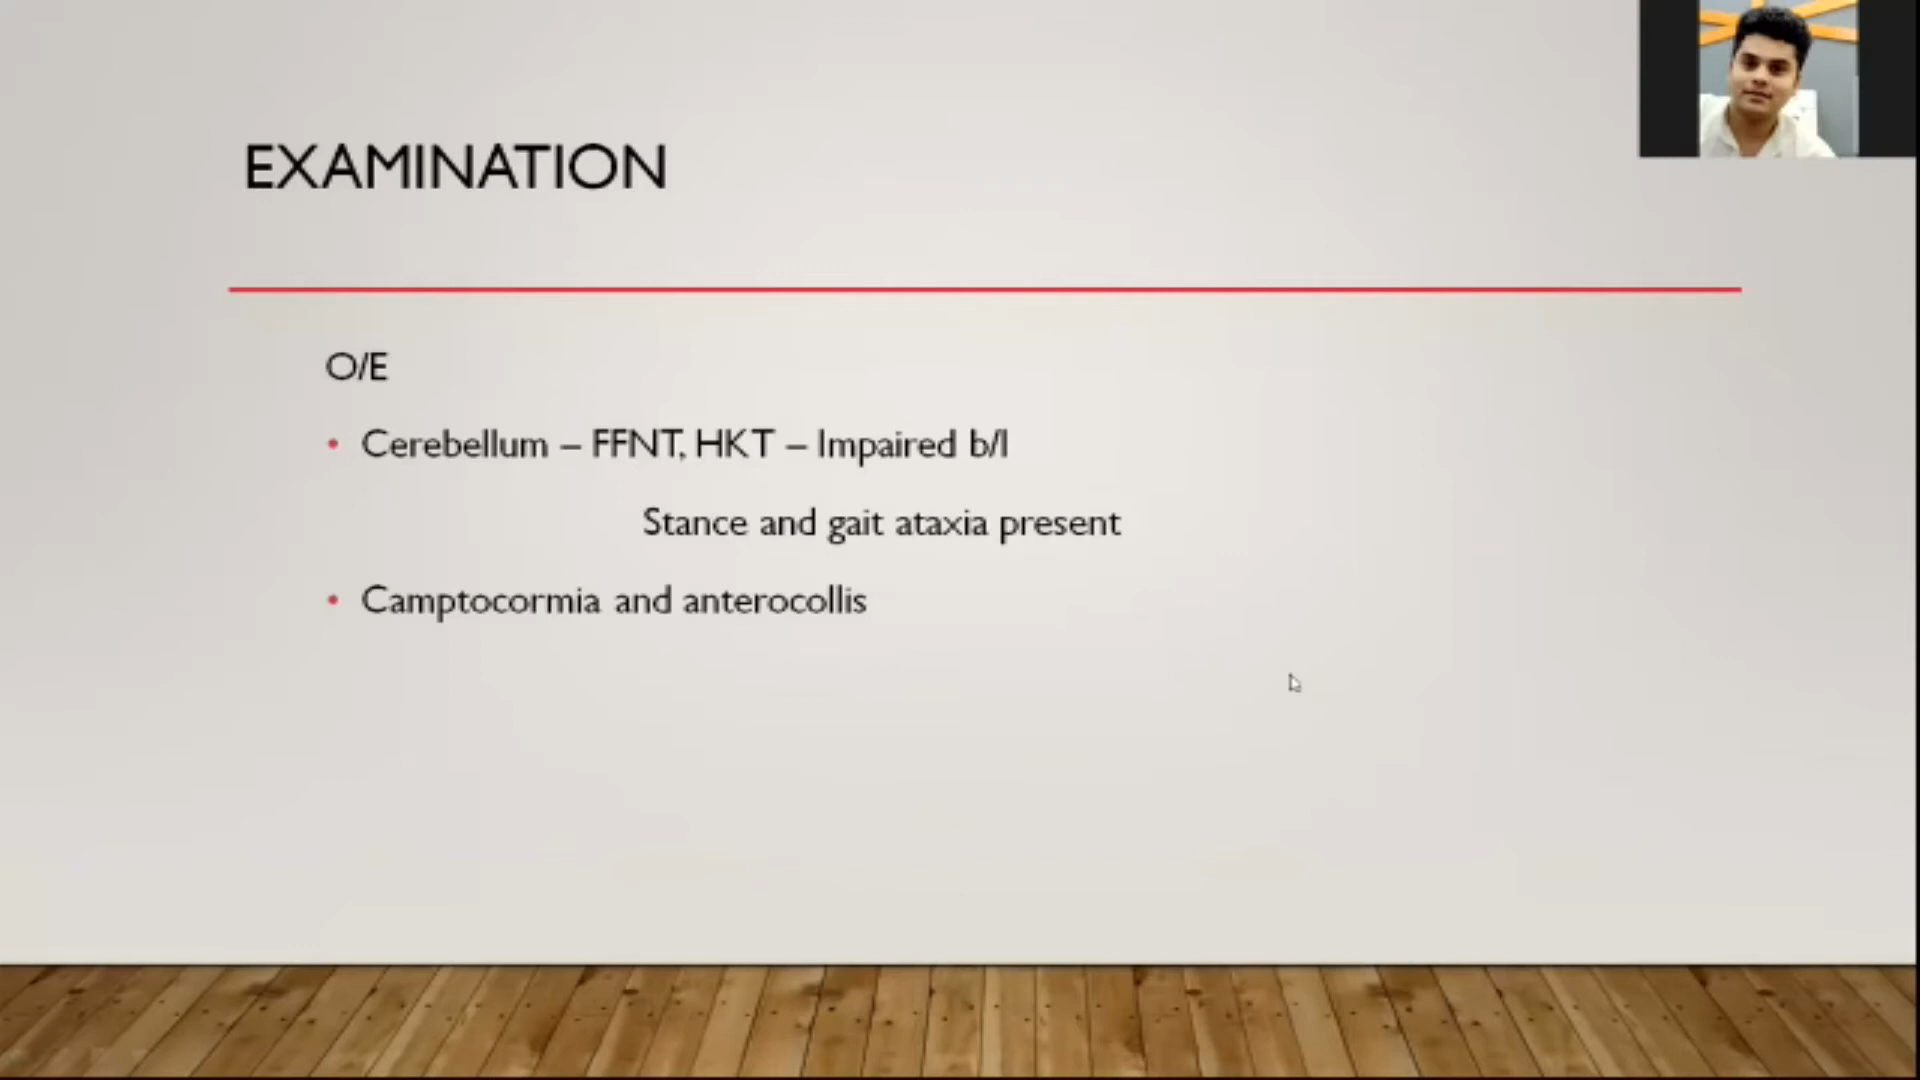 EXAMINATION
O/E
• Cerebellum – FFNT, HKT – Impaired b/l
Stance and gait ataxia present
• Camptocormia and anterocollis